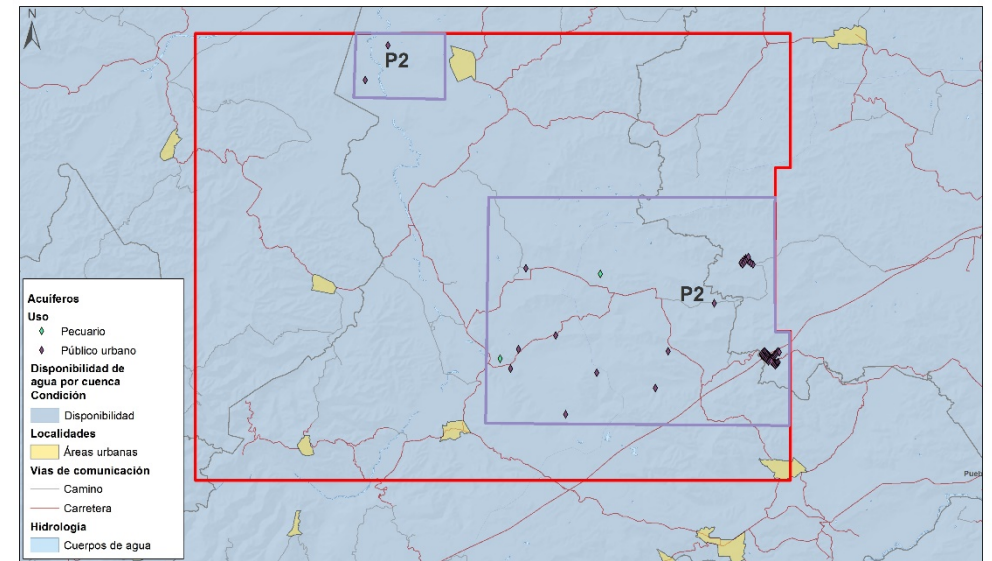 N
P2
P2
Acuíferos
Uso
Pecuario
Público urbano
Disponibilidad de
agua por cuenca
Condición
Disponibilidad
Localidades
Áreas urbanas
Vías de comunicación
Camino
Carretera
Hidrología
Cuerpos de agua
Pueb